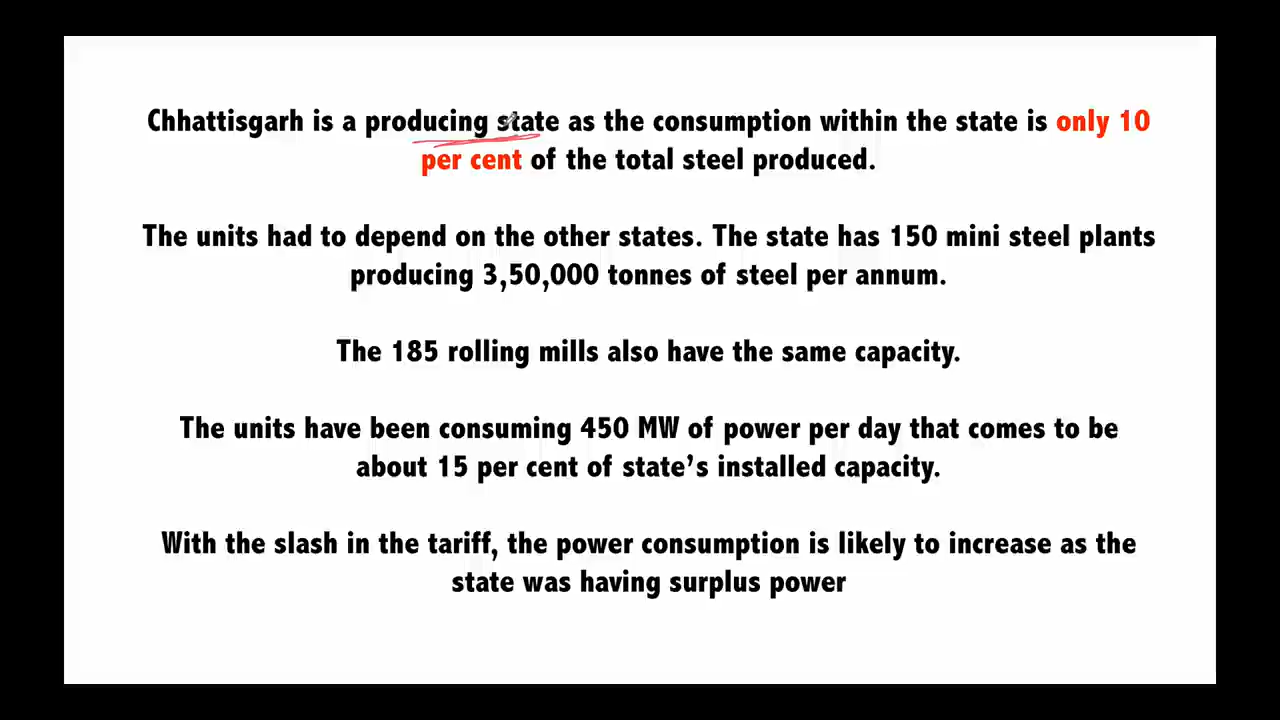 Chhattisgarh is a producing state as the consumption within the state is only 10
per cent of the total steel produced.
The units had to depend on the other states. The state has 150 mini steel plants
producing 3,50,000 tonnes of steel per annum.
The 185 rolling mills also have the same capacity.
The units have been consuming 450 MW of power per day that comes to be
about 15 per cent of state’s installed capacity.
With the slash in the tariff, the power consumption is likely to increase as the
state was having surplus power